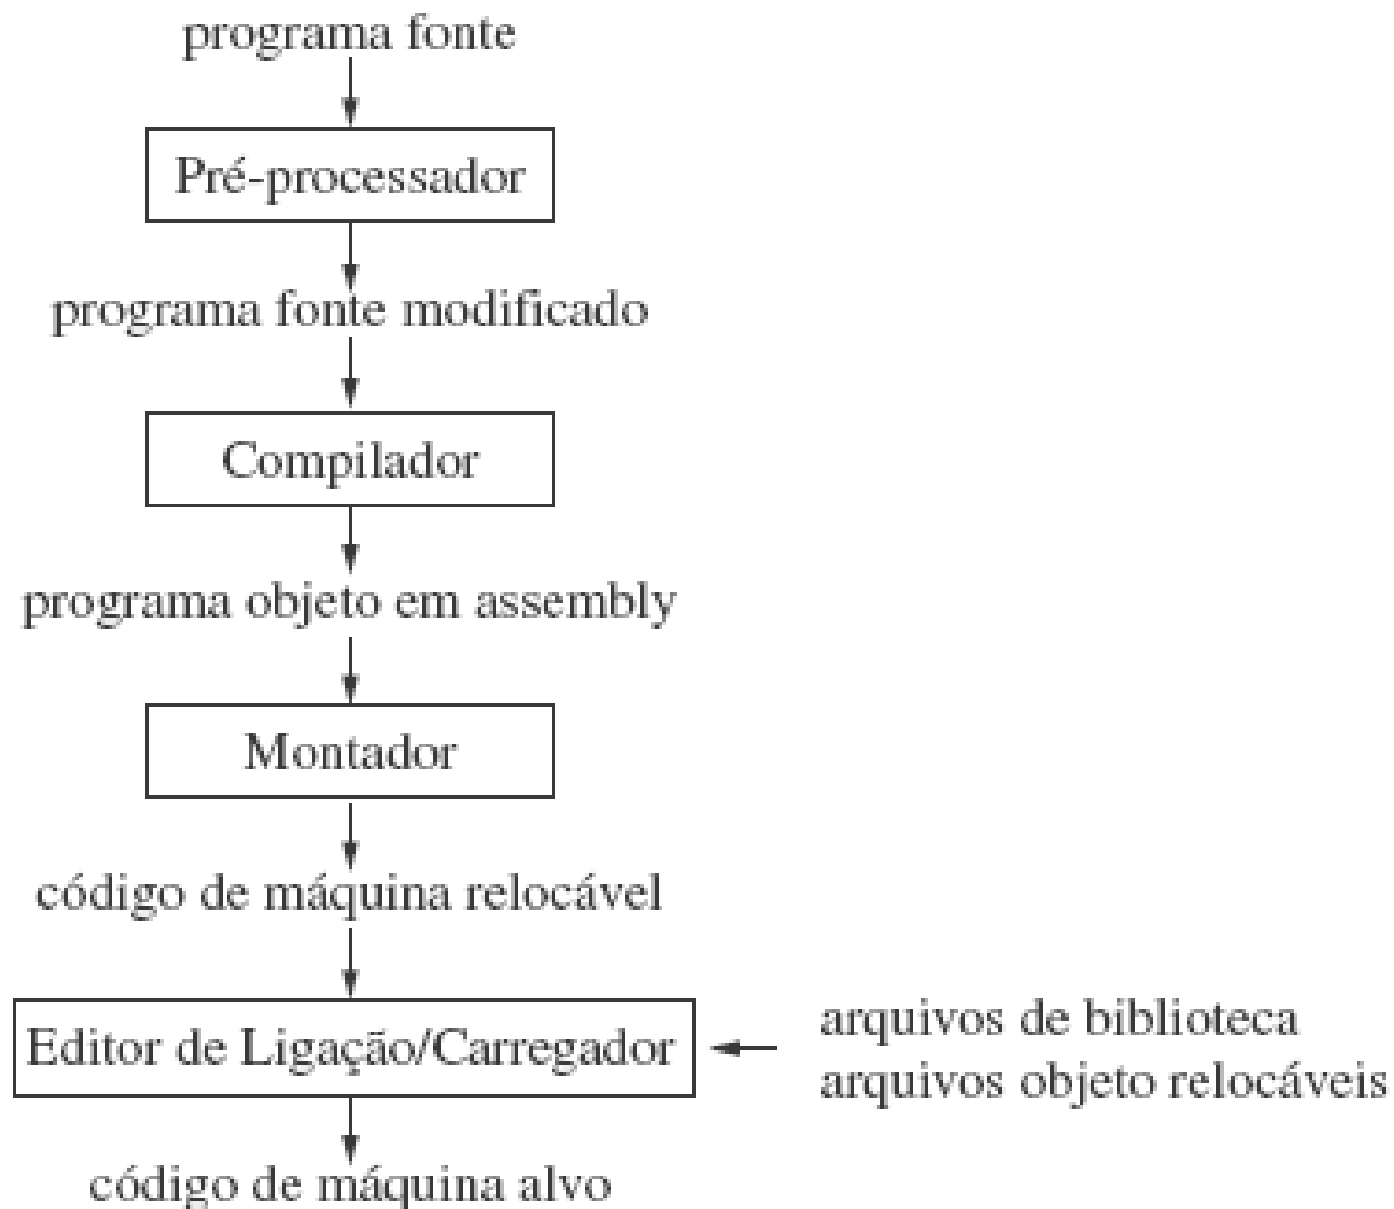 programa fonte
Pré-processador
programa fonte modificado
Compilador
programa objeto em assembly
Montador
código de máquina relocável
Editor de Ligação/Carregador
arquivos de biblioteca
arquivos objeto relocáveis
código de máquina alvo